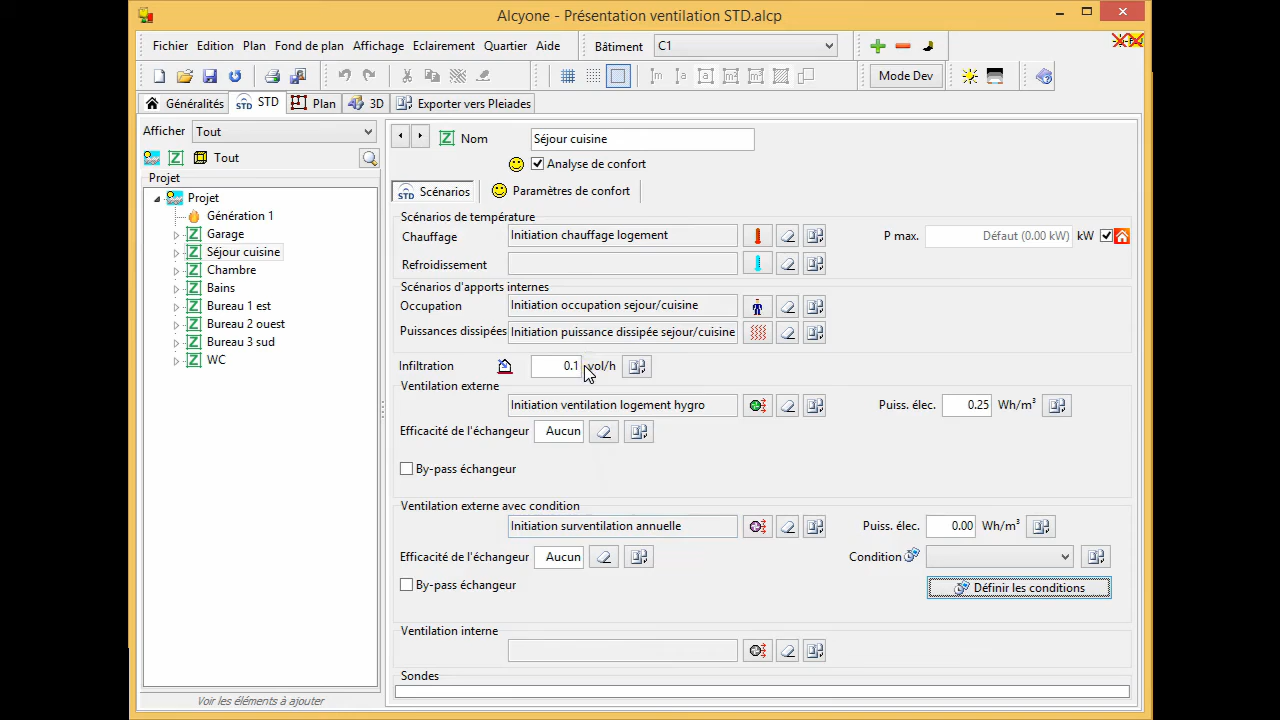 Alcyone - Présentation ventilation STD.alcp
Fichier Edition Plan Fond de plan Affichage Eclairement Quartier Aide Bâtiment C1
Mode Dev
Généralités STD Plan 3D Exporter vers Pleiades
Afficher Tout
Tout
Projet
Projet
Génération 1
Garage
Séjour cuisine
Chambre
Bains
Bureau 1 est
Bureau 2 ouest
Bureau 3 sud
WC
Voir les éléments à ajouter
Nom Séjour cuisine
Analyse de confort
STD Scénarios Paramètres de confort
Scénarios de température
Chauffage Initiation chauffage logement P max. Défaut (0.00 kW) kW
Refroidissement
Scénarios d'apports internes
Occupation Initiation occupation sejour/cuisine
Puissances dissipées Initiation puissance dissipée sejour/cuisine
Infiltration 0.1 vol/h
Ventilation externe
Initiation ventilation logement hygro Puiss. élec. 0.25 Wh/m³
Efficacité de l'échangeur Aucun
By-pass échangeur
Ventilation externe avec condition
Initiation surventilation annuelle Puiss. élec. 0.00 Wh/m³
Efficacité de l'échangeur Aucun Condition
By-pass échangeur Définir les conditions
Ventilation interne
Sondes